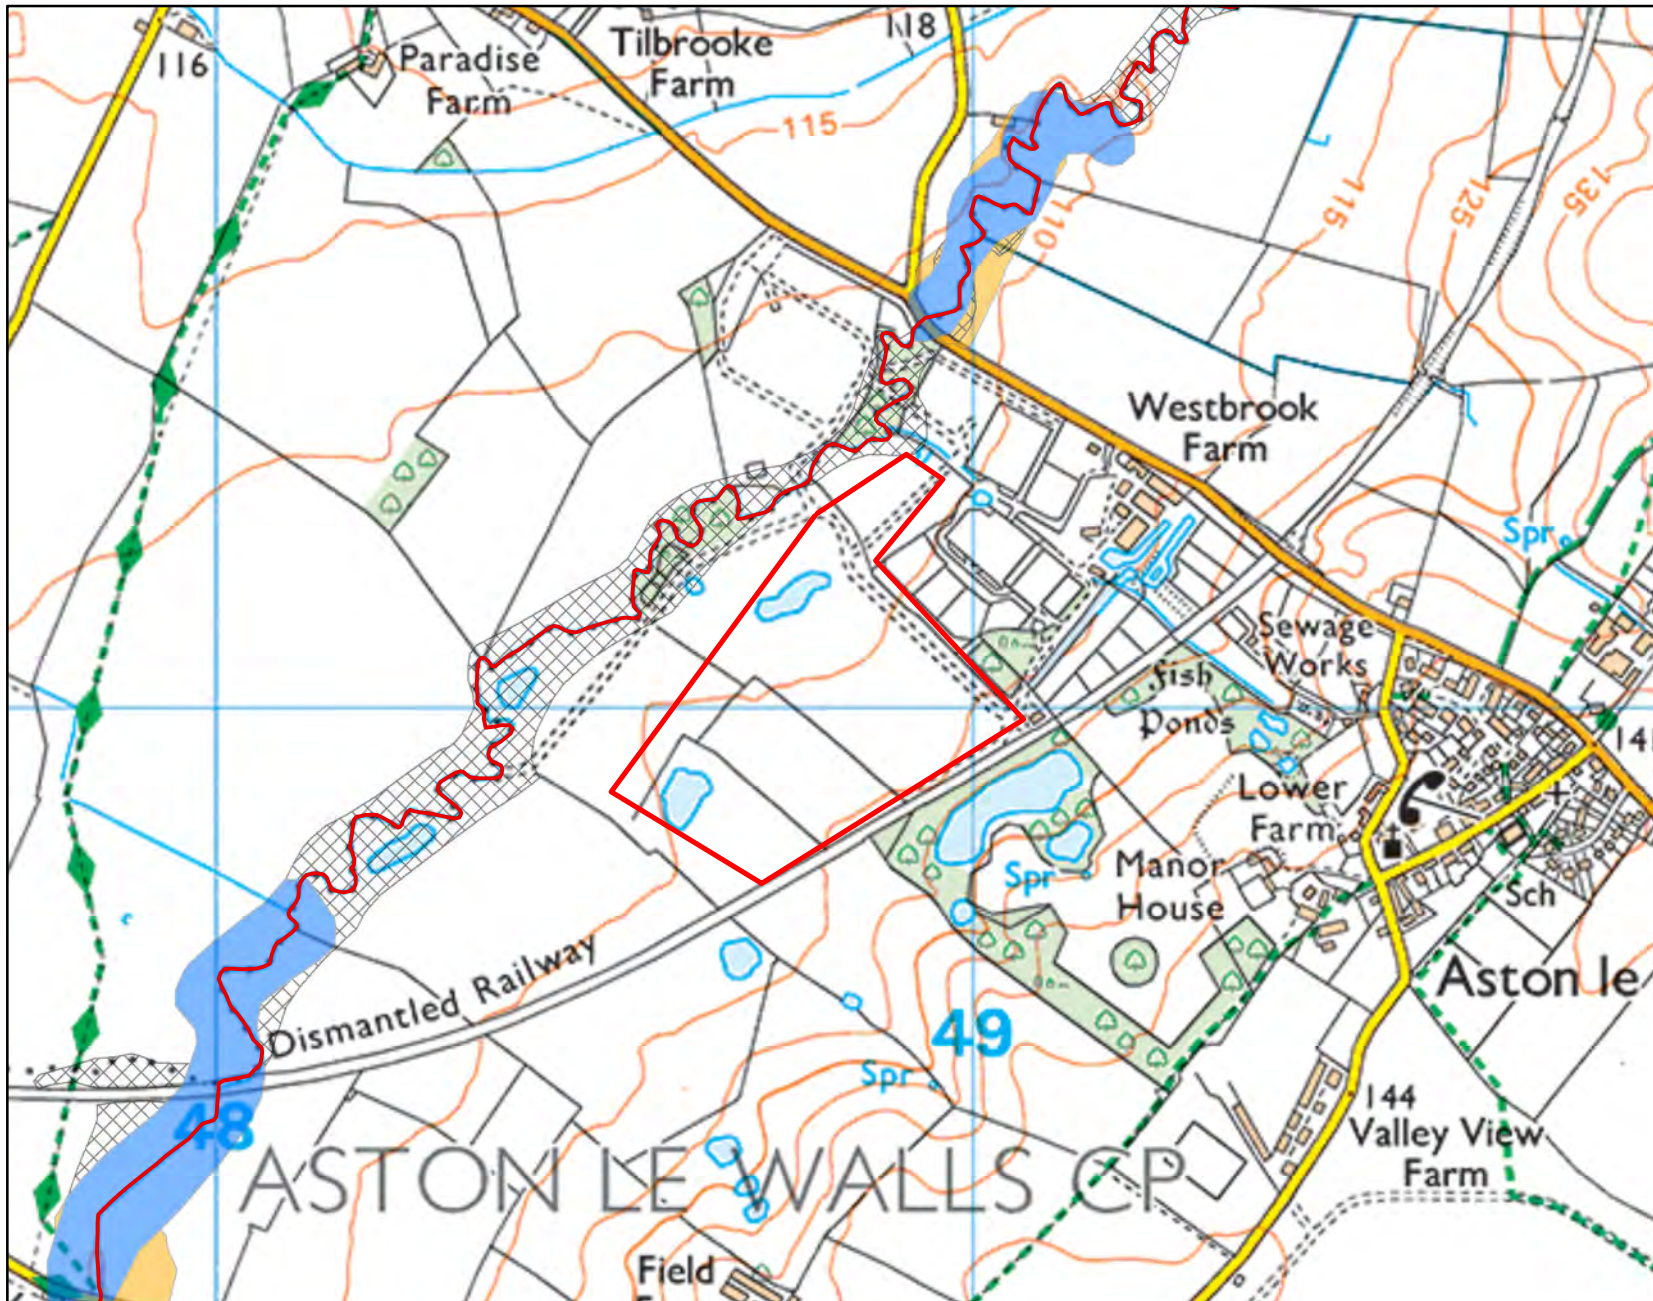 116
Paradise
Farm
Tilbrooke
Farm
118
115
110
115
125
135
Westbrook
Farm
Spr
Sewage
Works
Fish
Ponds
141
Lower
Farm
Manor
House
Spr
Sch
Aston le
Dismantled Railway
49
Spr
48
144
Valley View
Farm
ASTON LE WALLS CP
Field